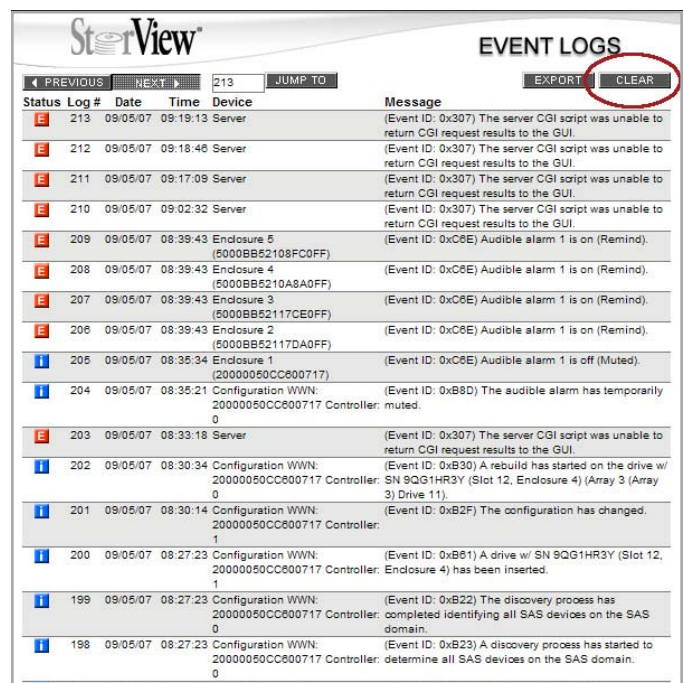 StorView
EVENT LOGS
PREVIOUS NEXT 213 JUMP TO EXPORT CLEAR
Status Log # Date Time Device Message
E 213 09/05/07 09:19:13 Server (Event ID: 0x307) The server CGI script was unable to
return CGI request results to the GUI.
E 212 09/05/07 09:18:46 Server (Event ID: 0x307) The server CGI script was unable to
return CGI request results to the GUI.
E 211 09/05/07 09:17:09 Server (Event ID: 0x307) The server CGI script was unable to
return CGI request results to the GUI.
E 210 09/05/07 09:02:32 Server (Event ID: 0x307) The server CGI script was unable to
return CGI request results to the GUI.
E 209 09/05/07 08:39:43 Enclosure 5 (Event ID: 0xC6E) Audible alarm 1 is on (Remind).
(5000BB52108FC0FF)
E 208 09/05/07 08:39:43 Enclosure 4 (Event ID: 0xC6E) Audible alarm 1 is on (Remind).
(5000BB5210A8A0FF)
E 207 09/05/07 08:39:43 Enclosure 3 (Event ID: 0xC6E) Audible alarm 1 is on (Remind).
(5000BB52117CE0FF)
E 206 09/05/07 08:39:43 Enclosure 2 (Event ID: 0xC6E) Audible alarm 1 is on (Remind).
(5000BB52117DA0FF)
i 205 09/05/07 08:35:34 Enclosure 1 (Event ID: 0xC6E) Audible alarm 1 is off (Muted).
(20000050CC600717)
i 204 09/05/07 08:35:21 Configuration WWN: (Event ID: 0xB8D) The audible alarm has temporarily
20000050CC600717 Controller: muted.
0
E 203 09/05/07 08:33:18 Server (Event ID: 0x307) The server CGI script was unable to
return CGI request results to the GUI.
i 202 09/05/07 08:30:34 Configuration WWN: (Event ID: 0xB30) A rebuild has started on the drive w/
20000050CC600717 Controller: SN 9QG1HR3Y (Slot 12, Enclosure 4) (Array 3 (Array
0 3) Drive 11).
i 201 09/05/07 08:30:14 Configuration WWN: (Event ID: 0xB2F) The configuration has changed.
20000050CC600717 Controller:
1
i 200 09/05/07 08:27:23 Configuration WWN: (Event ID: 0xB61) A drive w/ SN 9QG1HR3Y (Slot 12,
20000050CC600717 Controller: Enclosure 4) has been inserted.
1
i 199 09/05/07 08:27:23 Configuration WWN: (Event ID: 0xB22) The discovery process has
20000050CC600717 Controller: completed identifying all SAS devices on the SAS
0 domain.
i 198 09/05/07 08:27:23 Configuration WWN: (Event ID: 0xB23) A discovery process has started to
20000050CC600717 Controller: determine all SAS devices on the SAS domain.
0